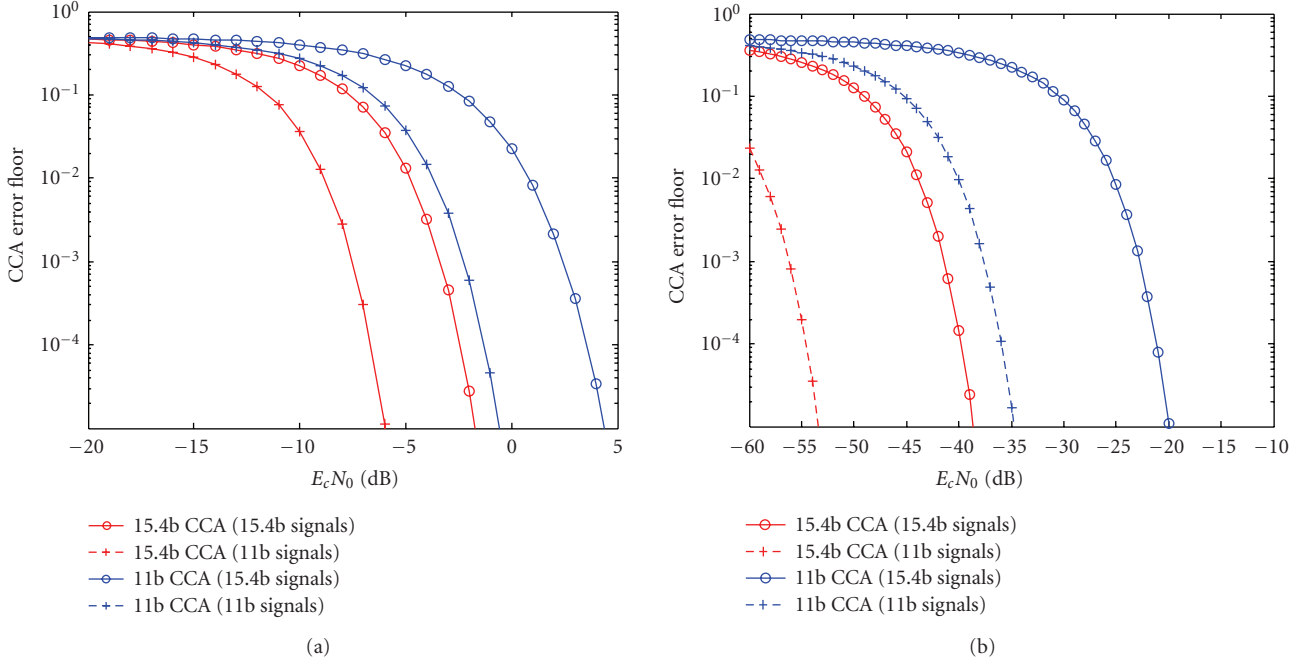 10⁰
10⁻¹
10⁻²
10⁻³
10⁻⁴
CCA error floor
−20 −15 −10 −5 0 5
E_cN_0 (dB)
15.4b CCA (15.4b signals)
15.4b CCA (11b signals)
11b CCA (15.4b signals)
11b CCA (11b signals)
(a)
10⁰
10⁻¹
10⁻²
10⁻³
10⁻⁴
CCA error floor
−60 −55 −50 −45 −40 −35 −30 −25 −20 −15 −10
E_cN_0 (dB)
15.4b CCA (15.4b signals)
15.4b CCA (11b signals)
11b CCA (15.4b signals)
11b CCA (11b signals)
(b)